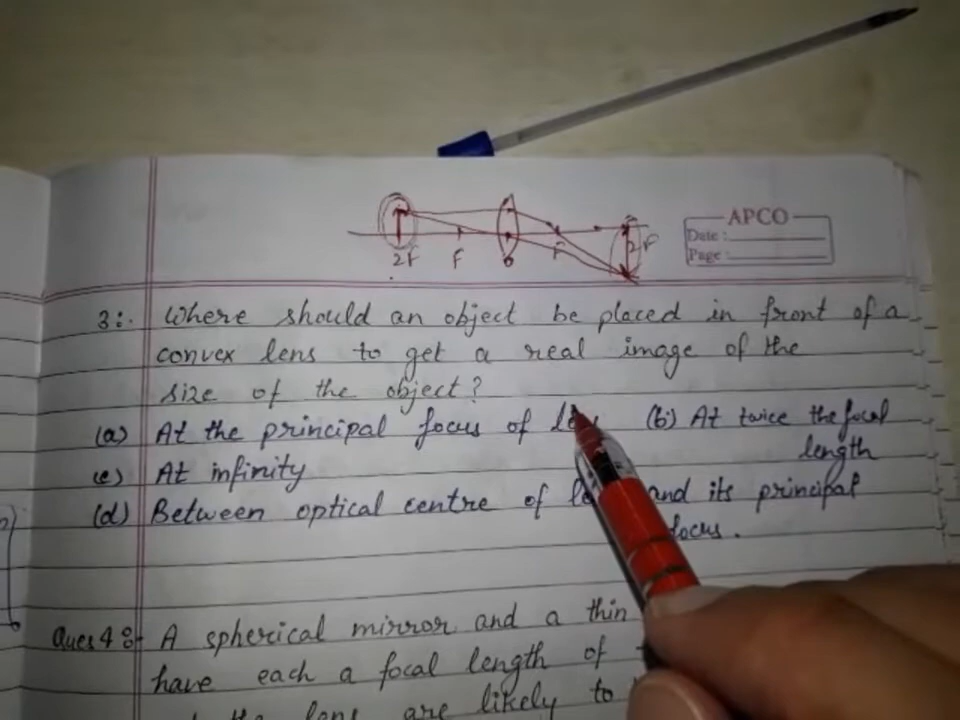 2F F O F 2F
APCO
Date :
Page :
3:- Where should an object be placed in front of a
convex lens to get a real image of the
size of the object?
(a) At the principal focus of (b) At twice the focal
length
(c) At infinity
(d) Between optical centre of and its principal
focus.
Ques 4:- A spherical mirror and a thin
have each a focal length of
the lens are likely to